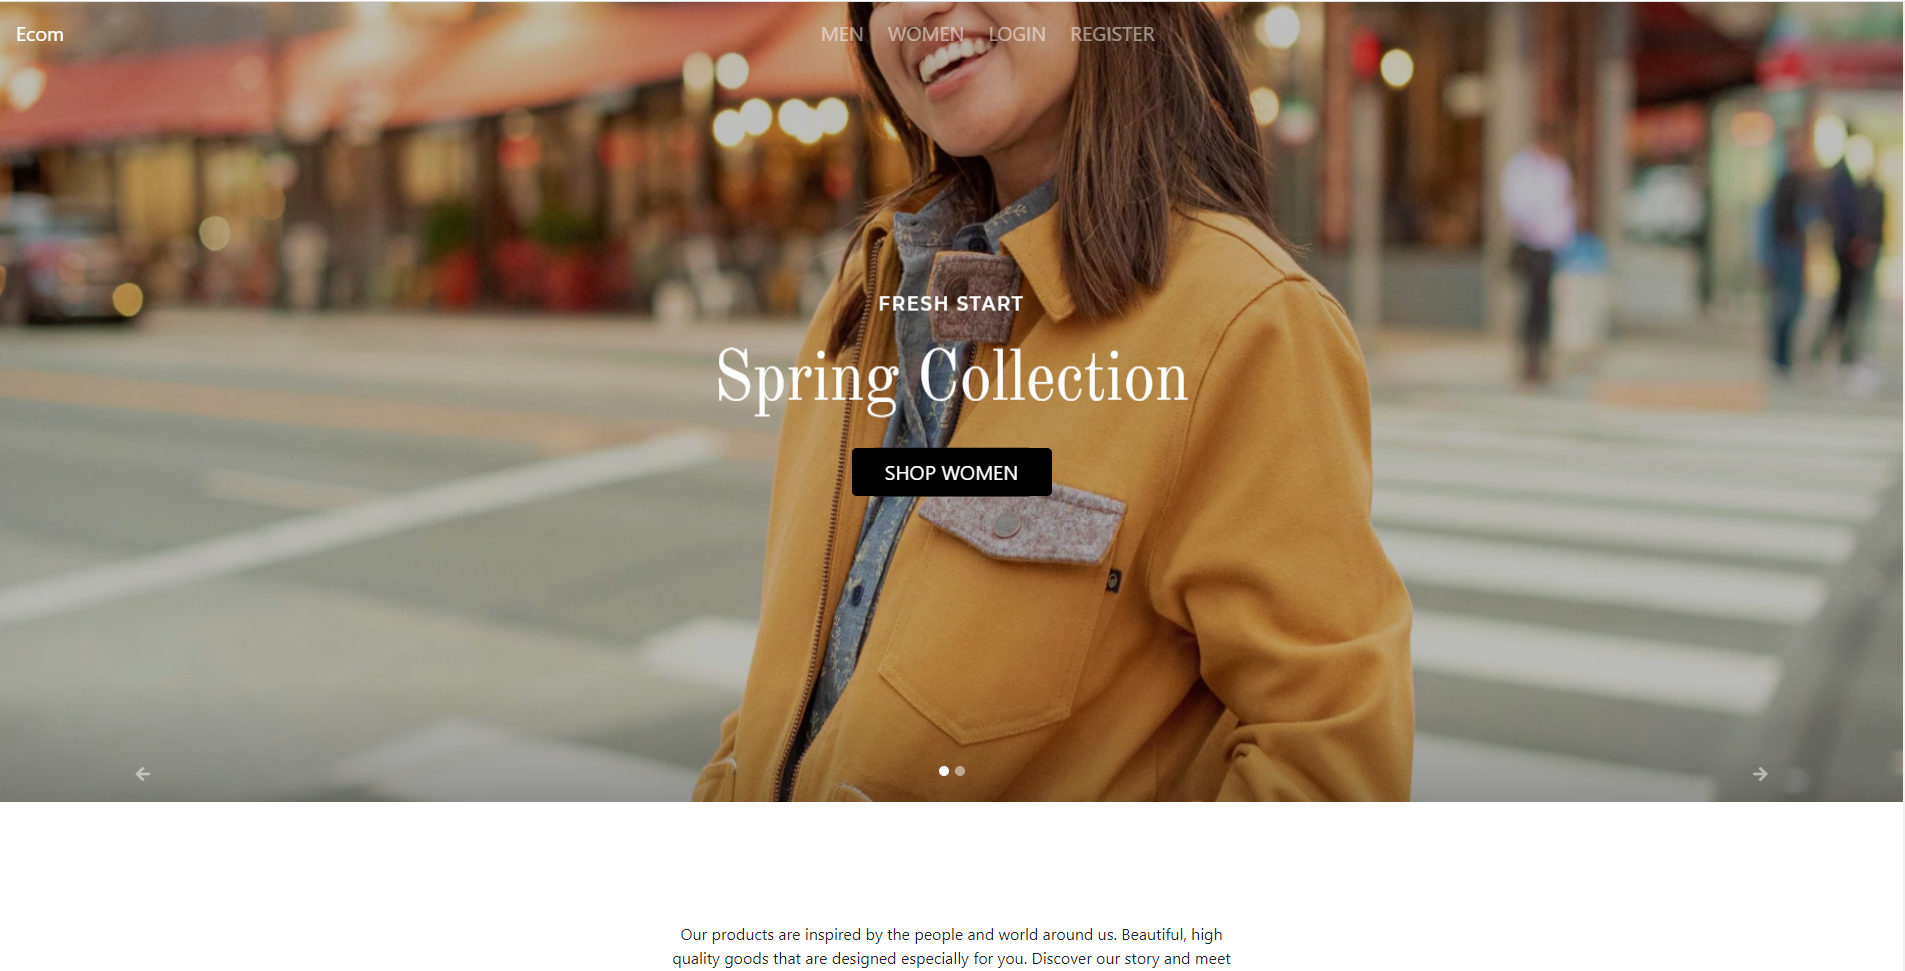 Ecom MEN WOMEN LOGIN REGISTER
FRESH START
Spring Collection
SHOP WOMEN
Our products are inspired by the people and world around us. Beautiful, high
quality goods that are designed especially for you. Discover our story and meet